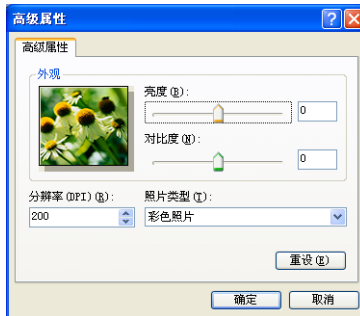 高级属性
高级属性
外观
亮度(B):
0
对比度(N):
0
分辨率(DPI)(R): 照片类型(T):
200 彩色照片
重设(E)
确定 取消